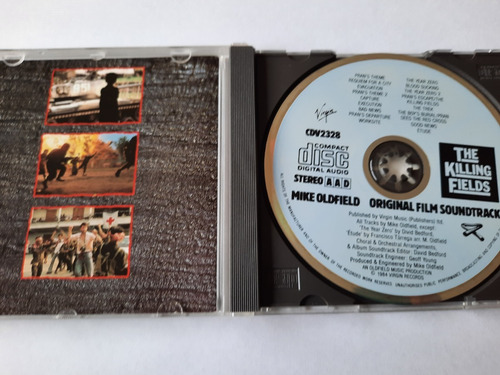 PRAN'S THEME
REQUIEM FOR A CITY
EVACUATION
PRAN'S THEME 2
CAPTURE
EXECUTION
BAD NEWS
PRAN'S DEPARTURE
WORKSITE
THE YEAR ZERO
BLOOD SUCKING
THE YEAR ZERO 2
PRAN'S ESCAPE/THE
KILLING FIELDS
THE TREK
THE BOY'S BURIAL/PRAN
SEES THE RED CROSS
GOOD NEWS
ETUDE
Virgin
CDV2328
COMPACT
disc
DIGITAL AUDIO
STEREO AAD
THE
KILLING
FIELDS
MIKE OLDFIELD ORIGINAL FILM SOUNDTRACK
Published by Virgin Music (Publishers) Ltd.
All Tracks by Mike Oldfield, except
'The Year Zero' by David Bedford,
'Etude' by Francisco Tarrega arr. M. Oldfield
Choral & Orchestral Arrangements,
& Album Soundtrack Editor: David Bedford
Soundtrack Engineer: Geoff Young
Produced & Engineered by Mike Oldfield
AN OLDFIELD MUSIC PRODUCTION
© 1984 VIRGIN RECORDS